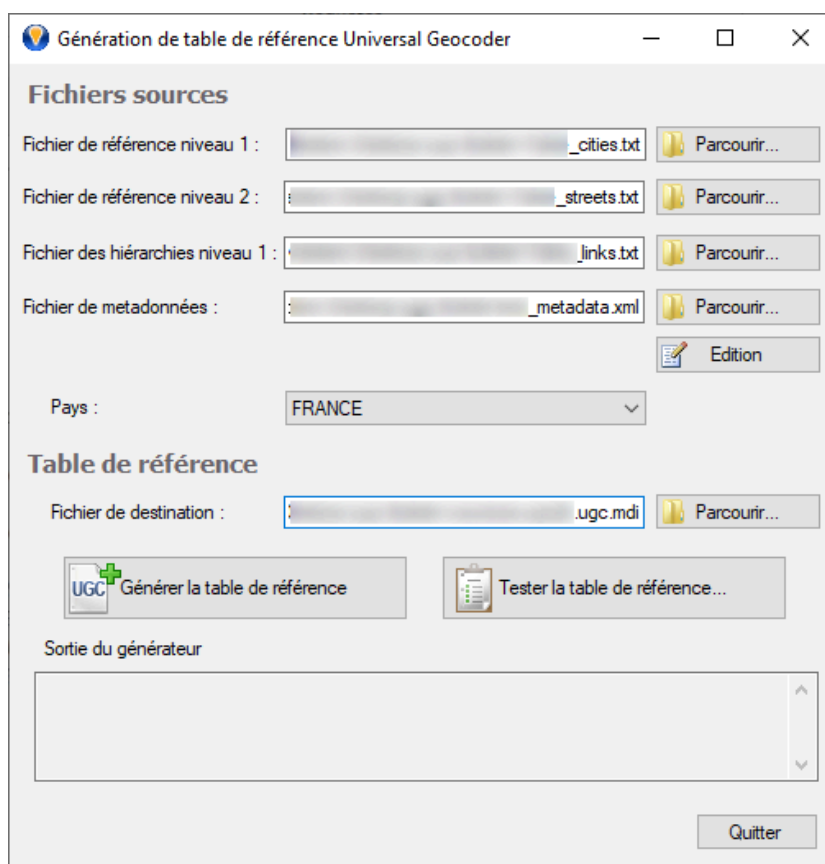 Génération de table de référence Universal Geocoder
Fichiers sources
Fichier de référence niveau 1 : _cities.txt Parcourir...
Fichier de référence niveau 2 : _streets.txt Parcourir...
Fichier des hiérarchies niveau 1 : _links.txt Parcourir...
Fichier de metadonnées : _metadata.xml Parcourir...
Edition
Pays : FRANCE
Table de référence
Fichier de destination : .ugc.mdi Parcourir...
UGC Générer la table de référence Tester la table de référence...
Sortie du générateur
Quitter